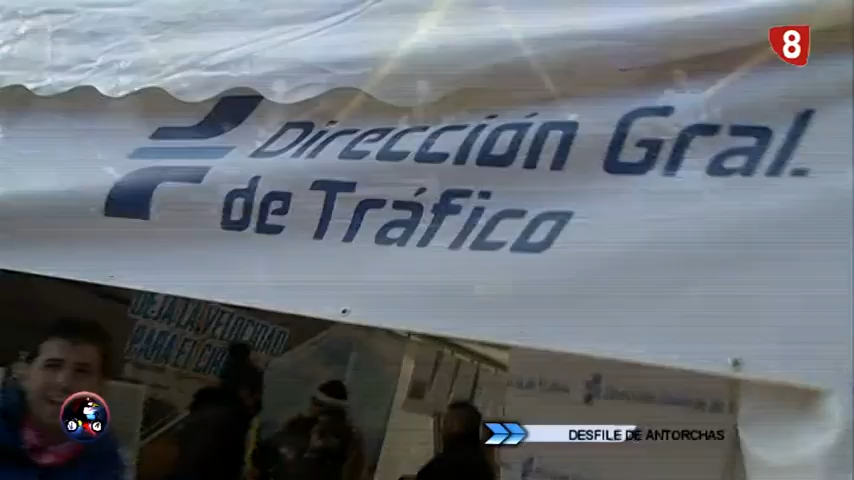 8
Dirección Gral.
de Tráfico
DEJA LA VELOCIDAD
PARA EL
DESFILE DE ANTORCHAS